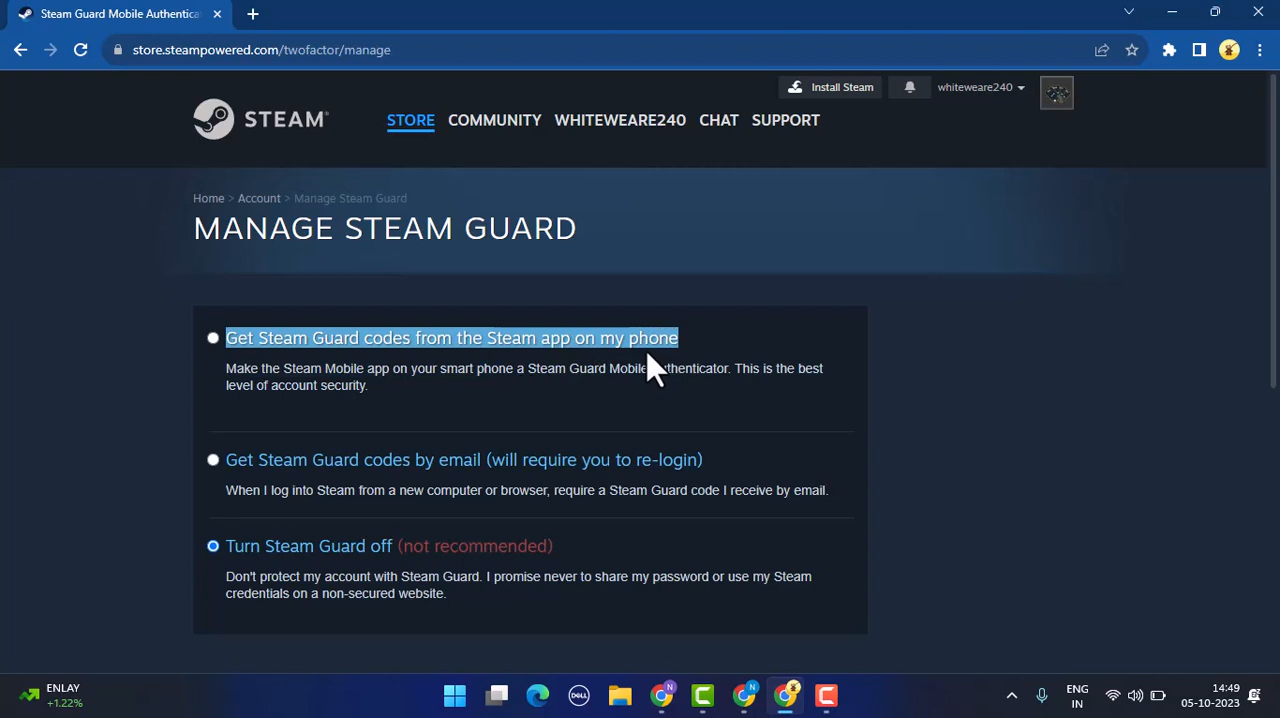 Steam Guard Mobile Authentica
store.steampowered.com/twofactor/manage
Install Steam
whiteweare240
STEAM®
STORE COMMUNITY WHITEWEARE240 CHAT SUPPORT
Home > Account > Manage Steam Guard
MANAGE STEAM GUARD
Get Steam Guard codes from the Steam app on my phone
Make the Steam Mobile app on your smart phone a Steam Guard Mobile Authenticator. This is the best
level of account security.
Get Steam Guard codes by email (will require you to re-login)
When I log into Steam from a new computer or browser, require a Steam Guard code I receive by email.
Turn Steam Guard off (not recommended)
Don't protect my account with Steam Guard. I promise never to share my password or use my Steam
credentials on a non-secured website.
ENLAY
+1.22%
DELL
N
N
ENG
IN
14:49
05-10-2023